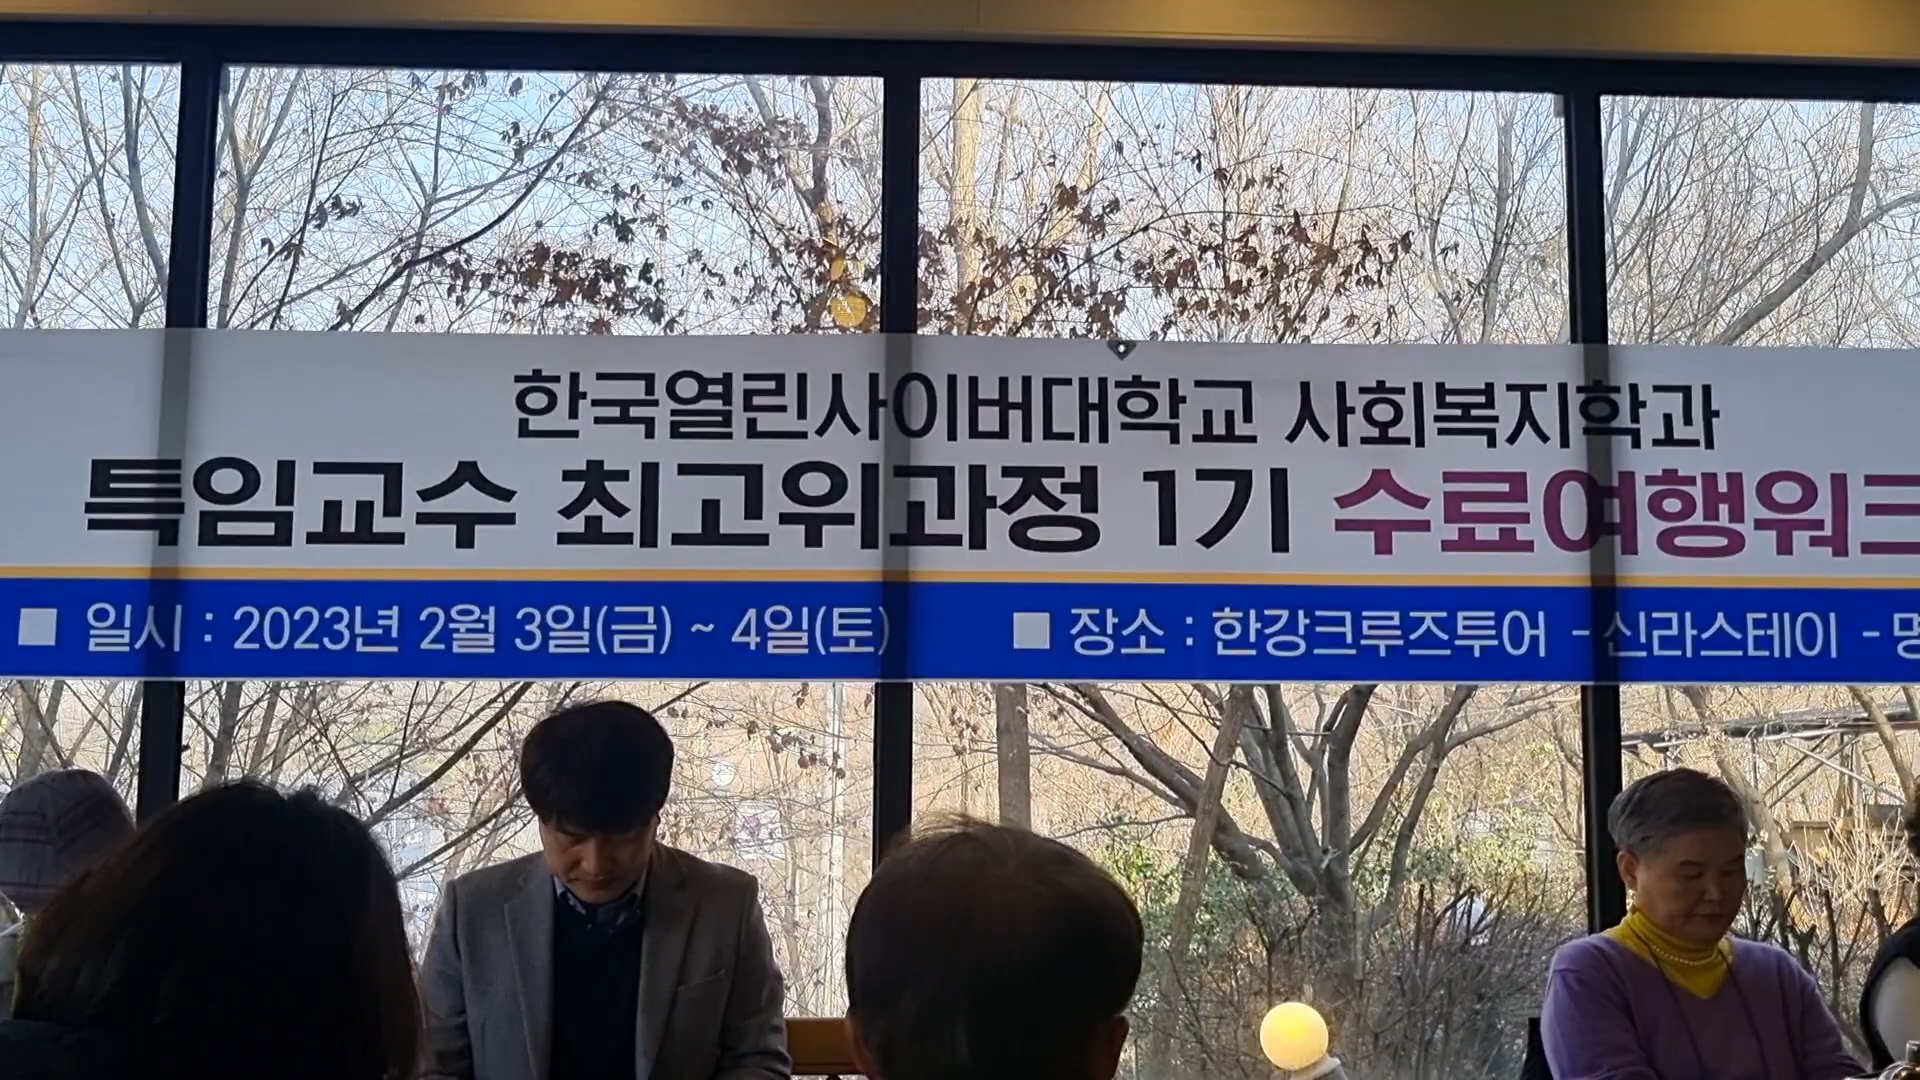 한국열린사이버대학교 사회복지학과
특임교수 최고위과정 1기 수료여행워크
■ 일시 : 2023년 2월 3일(금) ~ 4일(토) ■ 장소 : 한강크루즈투어 - 신라스테이 -